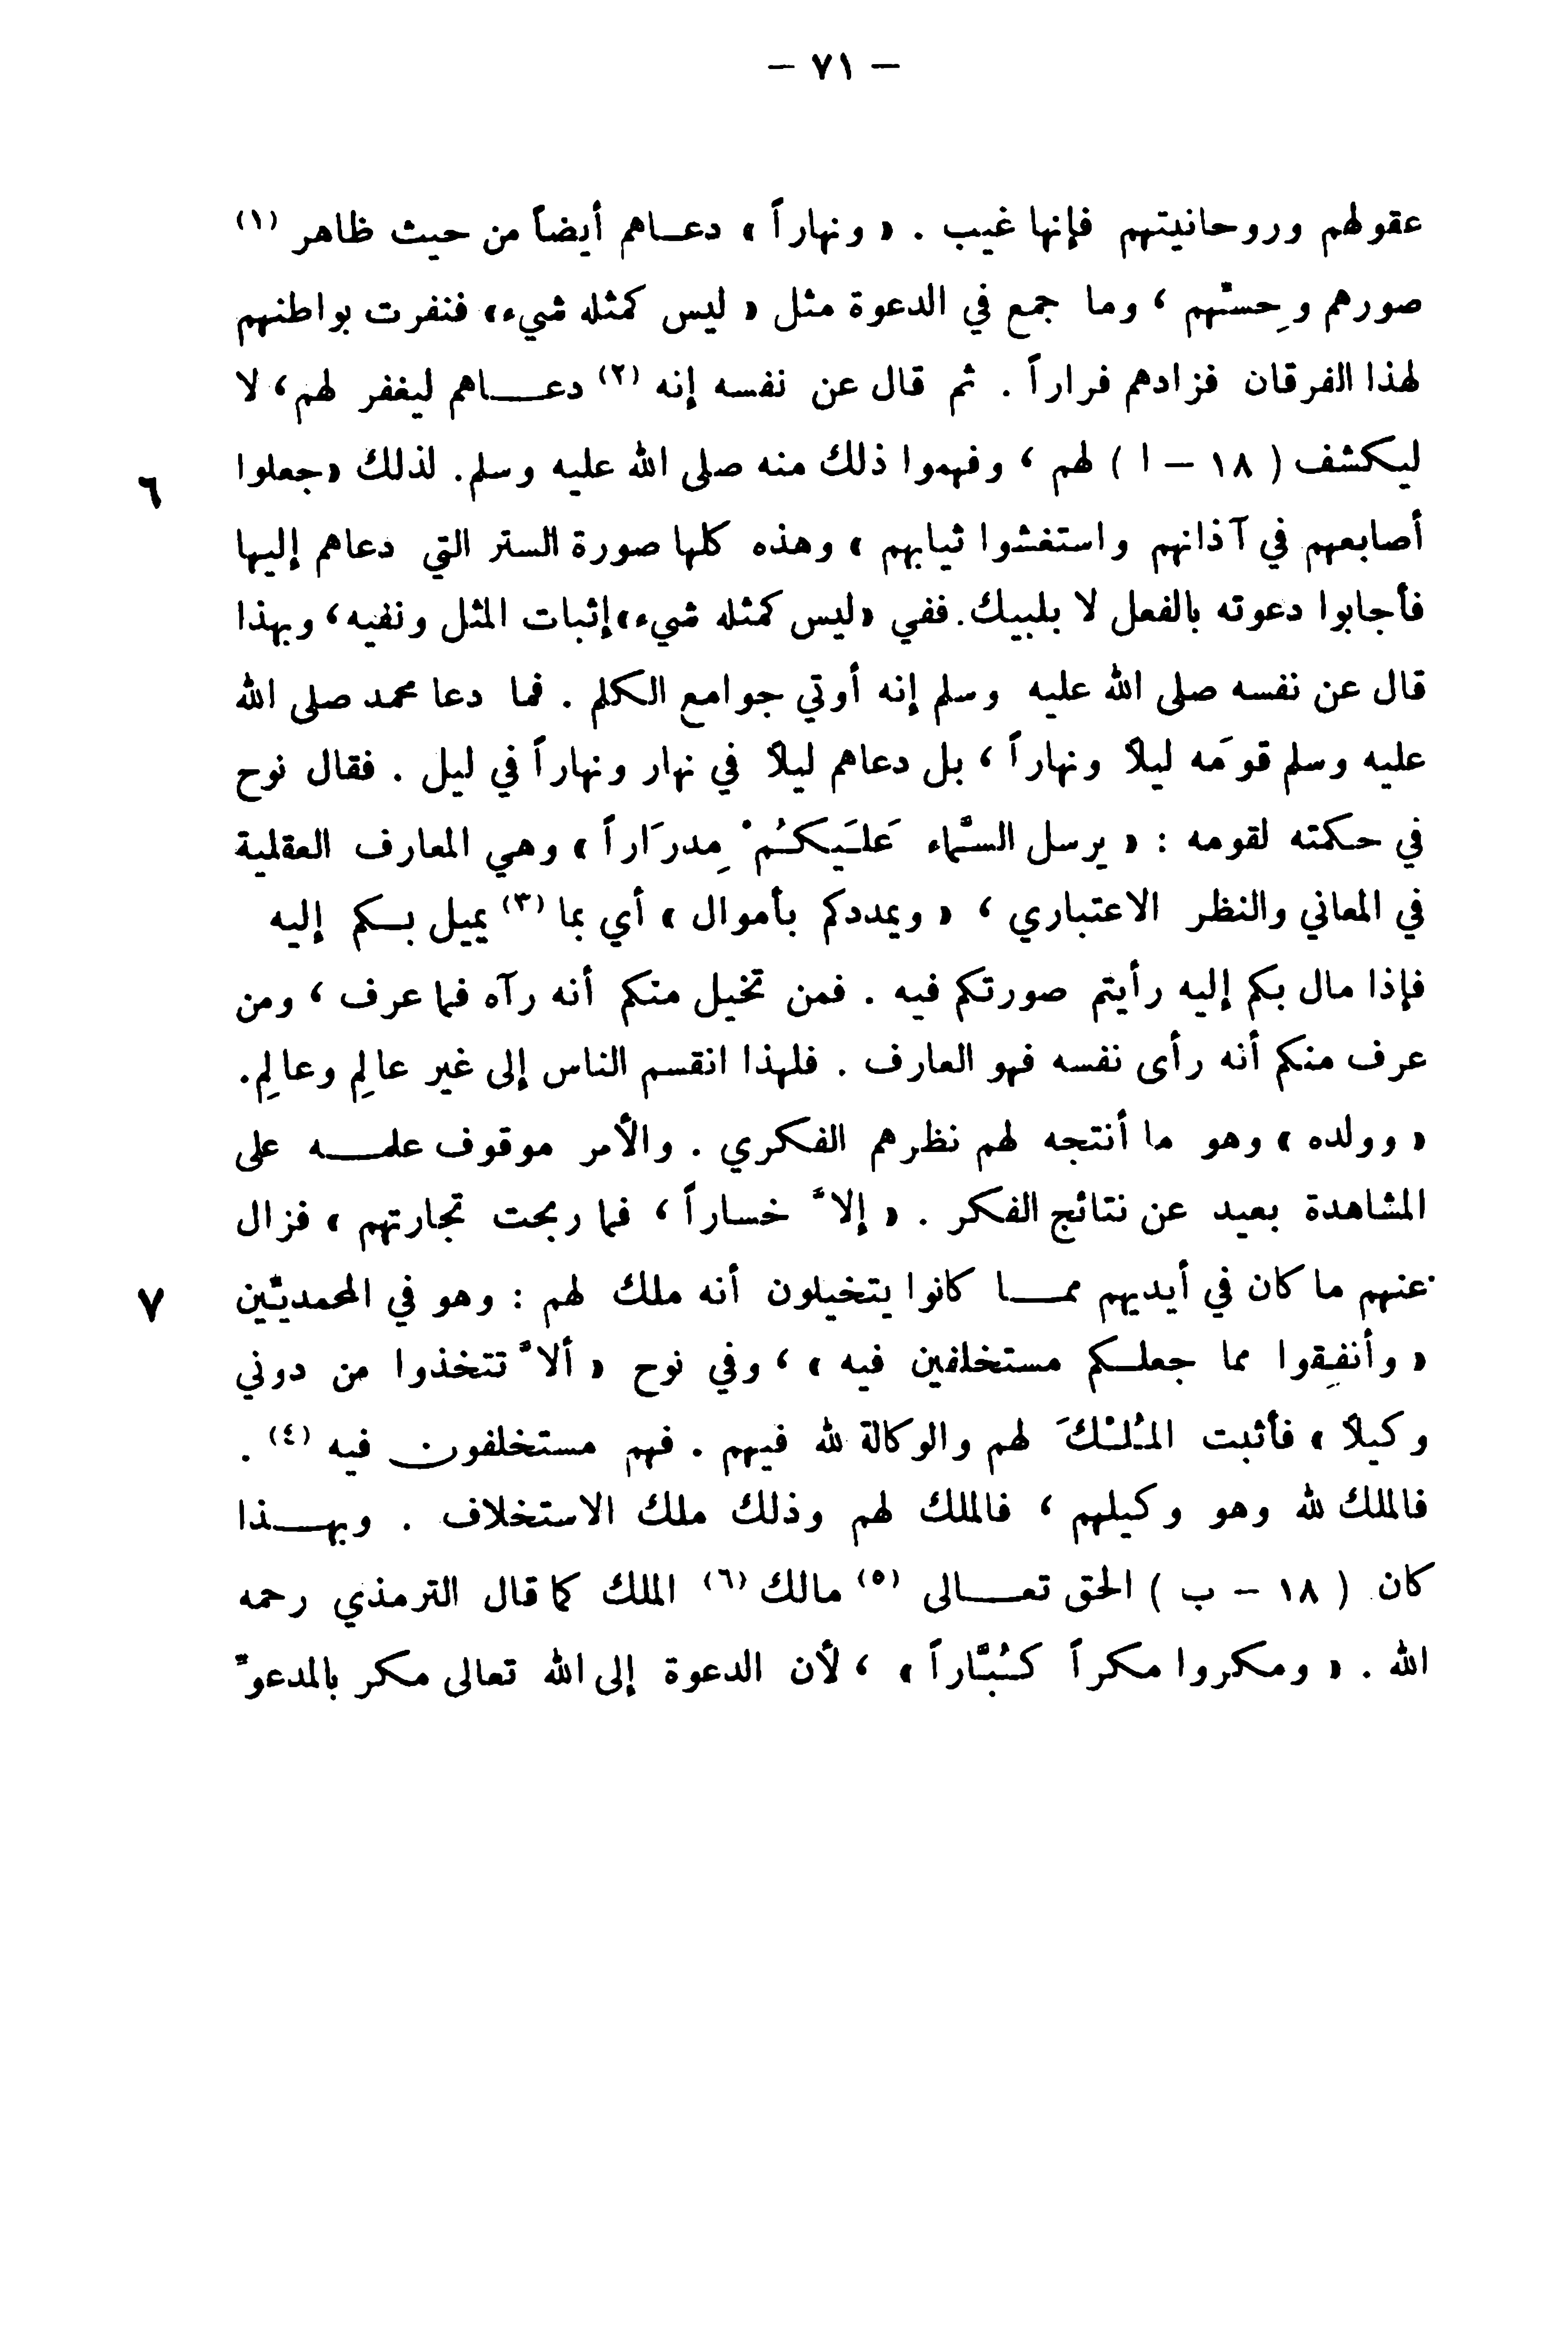 — ٧١ —
عقولهم وروحانيتهم فإنها غيب . « ونهاراً » دعاهم أيضاً من حيث ظاهر (١)
صورهم وحِسِّهم ، وما جمع في الدعوة مثل « ليس كمثله شيء » فنفرت بواطنهم
لهذا الفرقان فزادهم فراراً . ثم قال عن نفسه إنه (٢) دعاهم ليغفر لهم ، لا
ليكشف ( ١٨ — ا ) لهم ، وفهموا ذلك منه صلى الله عليه وسلم . لذلك « جعلوا
٦
أصابعهم في آذانهم واستغشوا ثيابهم » وهذه كلها صورة الستر التي دعاهم إليها
فأجابوا دعوته بالفعل لا بلبيك . ففي « ليس كمثله شيء » إثبات المثل ونفيه ، وبهذا
قال عن نفسه صلى الله عليه وسلم إنه أوتي جوامع الكلم . فما دعا محمد صلى الله
عليه وسلم قومَه ليلاً ونهاراً ، بل دعاهم ليلاً في نهار ونهاراً في ليل . فقال نوح
في حكمته لقومه : « يرسل السَّماء عَلَيكُمْ مِدرَاراً » وهي المعارف العقلية
في المعاني والنظر الاعتباري ، « ويمددكم بأموال » أي بما (٣) يميل بكم إليه
فإذا مال بكم إليه رأيتم صورتكم فيه . فمن تخيل منكم أنه رآه فما عرف ، ومن
عرف منكم أنه رأى نفسه فهو العارف . فلهذا انقسم الناس إلى غير عالِم وعالِم .
« وولده » وهو ما أنتجه لهم نظرهم الفكري . والأمر موقوف علمه على
المشاهدة بعيد عن نتائج الفكر . « إلاَّ خساراً ، فما ربحت تجارتهم » فزال
عنهم ما كان في أيديهم مما كانوا يتخيلون أنه ملك لهم : وهو في المحمديِّين
٧
« وأنفِقوا مما جعلكم مستخلفين فيه » ، وفي نوح « ألاَّ تتخذوا من دوني
وكيلاً » فأثبت المُلْكَ لهم والوكالة لله فيهم . فهم مستخلفون فيه (٤) .
فالملك لله وهو وكيلهم ، فالملك لهم وذلك ملك الاستخلاف . وبهذا
كان ( ١٨ — ب ) الحق تعالى (٥) مالك (٦) الملك كما قال الترمذي رحمه
الله . « ومكروا مكراً كُبَّاراً » ، لأن الدعوة إلى الله تعالى مكر بالمدعوّ